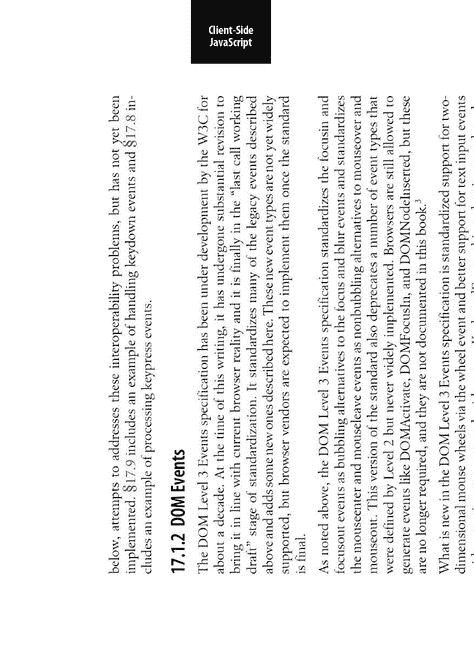 Client-Side
JavaScript
below, attempts to addresses these interoperability problems, but has not yet been
implemented. §17.9 includes an example of handling keydown events and §17.8 in-
cludes an example of processing keypress events.
17.1.2 DOM Events
The DOM Level 3 Events specification has been under development by the W3C for
about a decade. At the time of this writing, it has undergone substantial revision to
bring it in line with current browser reality and it is finally in the “last call working
draft” stage of standardization. It standardizes many of the legacy events described
above and adds some new ones described here. These new event types are not yet widely
supported, but browser vendors are expected to implement them once the standard
is final.
As noted above, the DOM Level 3 Events specification standardizes the focusin and
focusout events as bubbling alternatives to the focus and blur events and standardizes
the mouseenter and mouseleave events as nonbubbling alternatives to mouseover and
mouseout. This version of the standard also deprecates a number of event types that
were defined by Level 2 but never widely implemented. Browsers are still allowed to
generate events like DOMActivate, DOMFocusIn, and DOMNodeInserted, but these
are no longer required, and they are not documented in this book.³
What is new in the DOM Level 3 Events specification is standardized support for two-
dimensional mouse wheels via the wheel event and better support for text input events